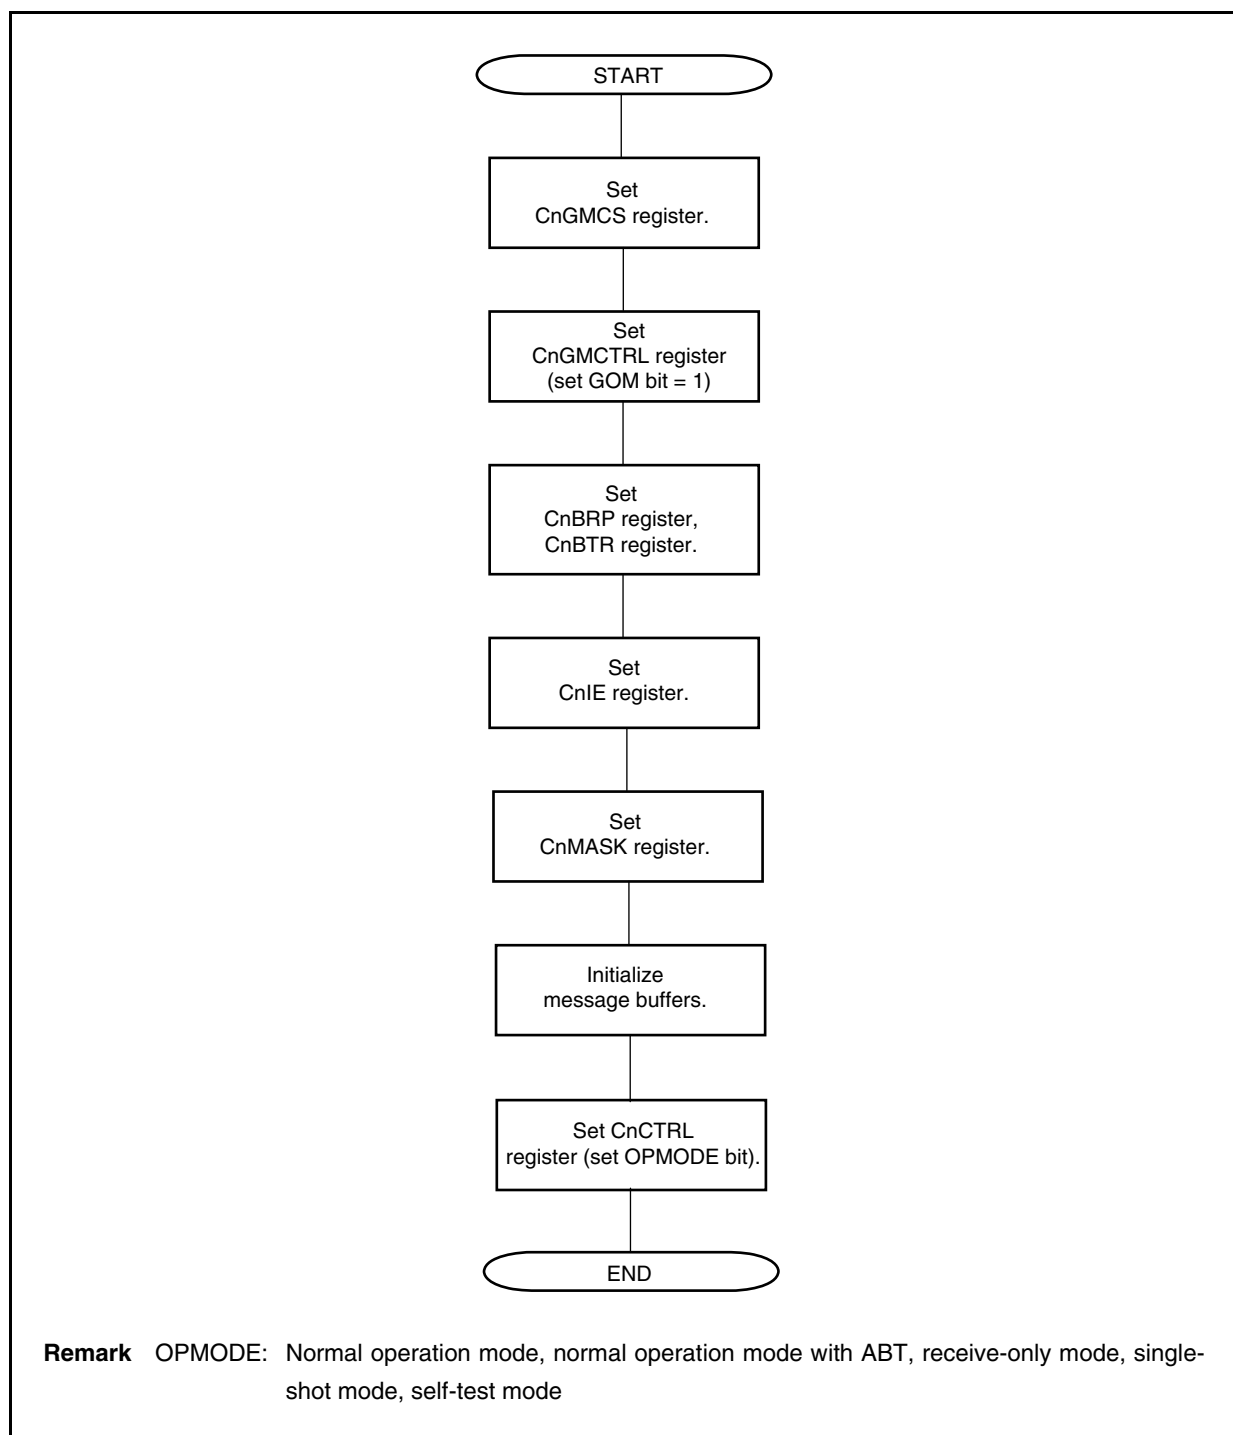 START
Set
CnGMCS register.
Set
CnGMCTRL register
(set GOM bit = 1)
Set
CnBRP register,
CnBTR register.
Set
CnIE register.
Set
CnMASK register.
Initialize
message buffers.
Set CnCTRL
register (set OPMODE bit).
END
Remark OPMODE: Normal operation mode, normal operation mode with ABT, receive-only mode, single-
shot mode, self-test mode